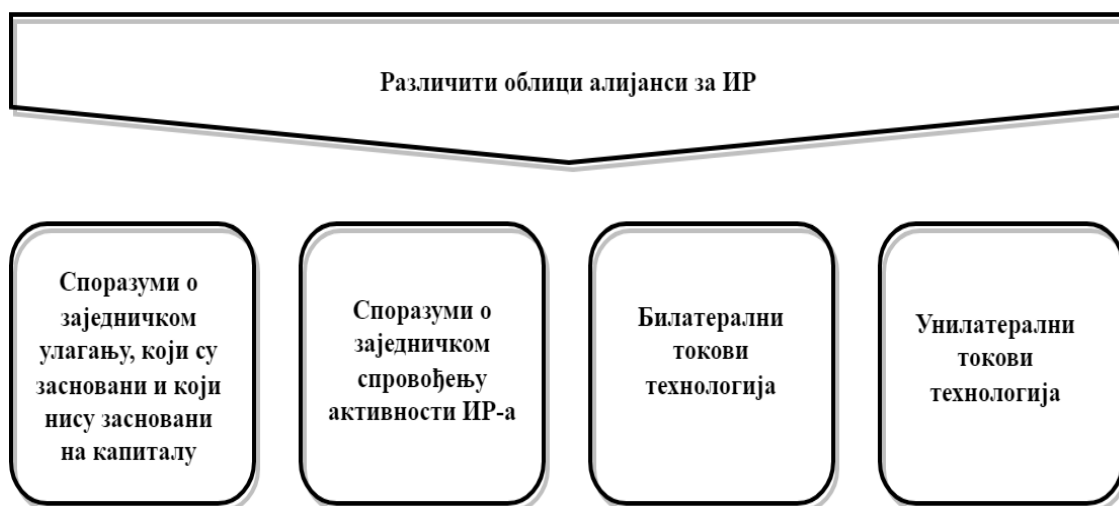 Различити облици алијанси за ИР
Споразуми о
заједничком
улагању, који су
засновани и који
нису засновани
на капиталу
Споразуми о
заједничком
спровођењу
активности ИР-а
Билатерални
токови
технологија
Унилатерални
токови
технологија